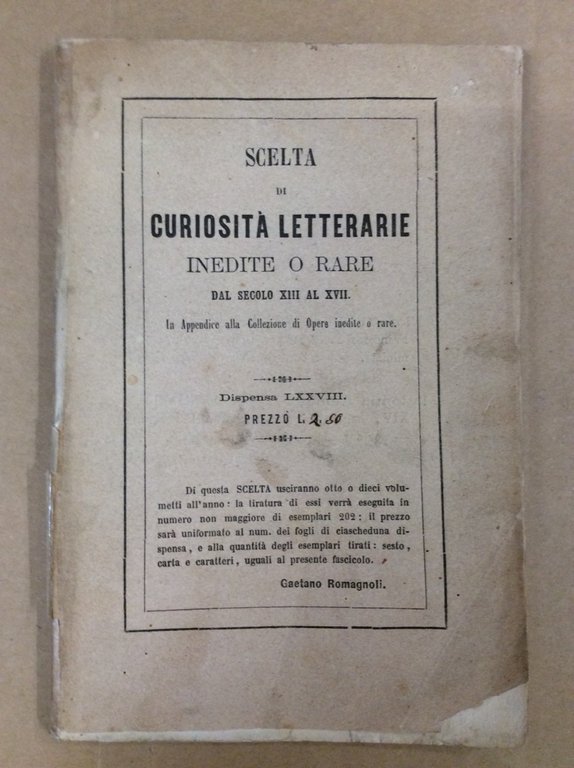 SCELTA
DI
CURIOSITÀ LETTERARIE
INEDITE O RARE
DAL SECOLO XIII AL XVII.
In Appendice alla Collezione di Opere inedite o rare.
Dispensa LXXVIII.
PREZZO L. 2. 50
Di questa SCELTA usciranno otto o dieci volu-
metti all'anno: la tiratura di essi verrà eseguita in
numero non maggiore di esemplari 202: il prezzo
sarà uniformato al num. dei fogli di ciascheduna di-
spensa, e alla quantità degli esemplari tirati: sesto,
carta e caratteri, uguali al presente fascicolo.
Gaetano Romagnoli.